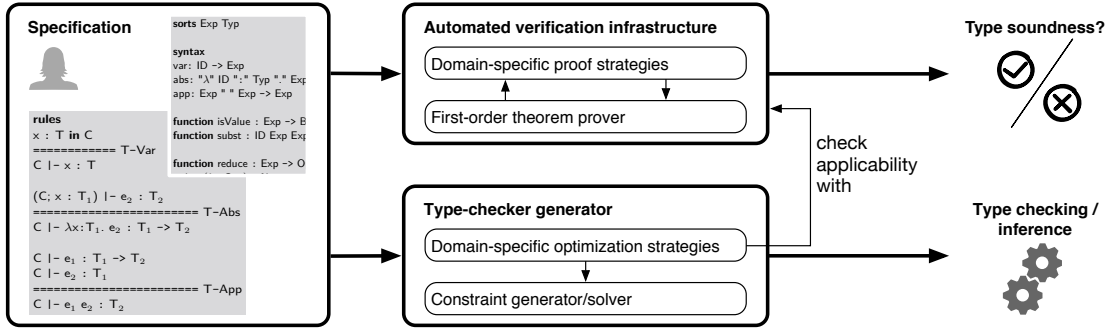 Specification
sorts Exp Typ
syntax
var: ID -> Exp
abs: "λ" ID ":" Typ "." Exp
app: Exp " " Exp -> Exp
function isValue : Exp -> B
function subst : ID Exp Exp
function reduce : Exp -> O
rules
x : T in C
============ T-Var
C |- x : T
(C; x : T₁) |- e₂ : T₂
======================== T-Abs
C |- λx:T₁. e₂ : T₁ -> T₂
C |- e₁ : T₁ -> T₂
C |- e₂ : T₁
======================== T-App
C |- e₁ e₂ : T₂
Automated verification infrastructure
Domain-specific proof strategies
First-order theorem prover
Type-checker generator
Domain-specific optimization strategies
Constraint generator/solver
check
applicability
with
Type soundness?
Type checking /
inference